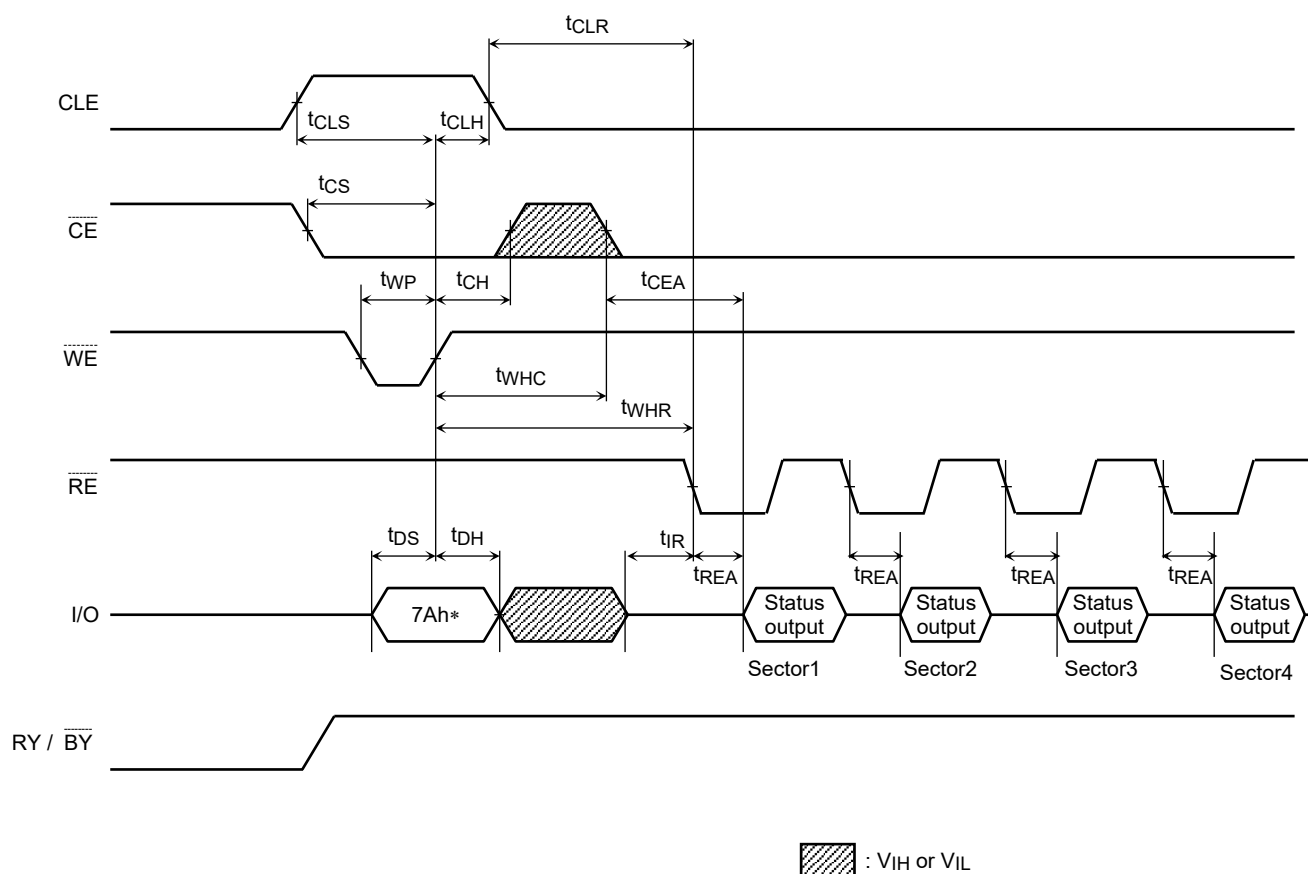 tCLR
CLE
tCLS
tCLH
tCS
CE
tWP
tCH
tCEA
WE
tWHC
tWHR
RE
tDS
tDH
tIR
tREA
tREA
tREA
tREA
I/O
7Ah*
Status output
Status output
Status output
Status output
Sector1
Sector2
Sector3
Sector4
RY / BY
: VIH or VIL